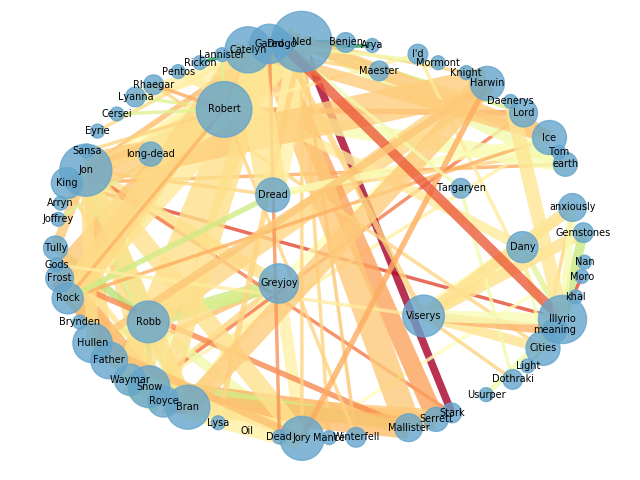 Ned
Drogo
Gared
Catelyn
Benjen
Arya
Lannister
Rickon
Pentos
Maester
I'd
Mormont
Knight
Harwin
Rhaegar
Lyanna
Cersei
Robert
Daenerys
Lord
Eyrie
Ice
Sansa
Jon
long-dead
Tom
earth
King
Dread
Targaryen
Arryn
Joffrey
anxiously
Gemstones
Tully
Dany
Gods
Frost
Nan
Moro
Rock
Greyjoy
khal
Brynden
Robb
Viserys
Illyrio
meaning
Hullen
Cities
Father
Light
Waymar
Snow
Dothraki
Royce
Bran
Usurper
Stark
Serrett
Lysa
Oil
Mallister
Dead
Jory
Mance
Winterfell